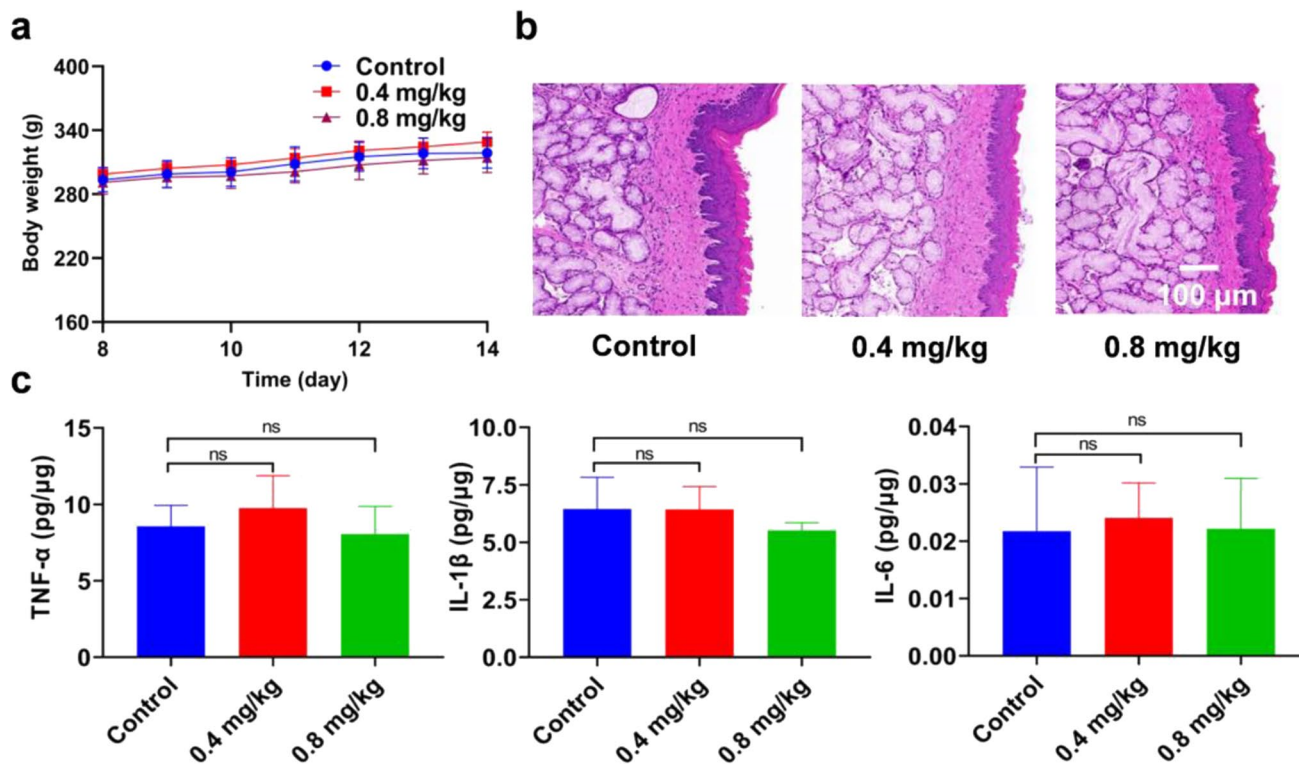 a
Body weight (g)
400
340
280
220
160
8
10
12
14
Time (day)
Control
0.4 mg/kg
0.8 mg/kg
b
100 μm
Control
0.4 mg/kg
0.8 mg/kg
c
TNF-α (pg/μg)
15
10
5
0
ns
ns
Control
0.4 mg/kg
0.8 mg/kg
IL-1β (pg/μg)
10.0
7.5
5.0
2.5
0.0
ns
ns
Control
0.4 mg/kg
0.8 mg/kg
IL-6 (pg/μg)
0.04
0.03
0.02
0.01
0.00
ns
ns
Control
0.4 mg/kg
0.8 mg/kg